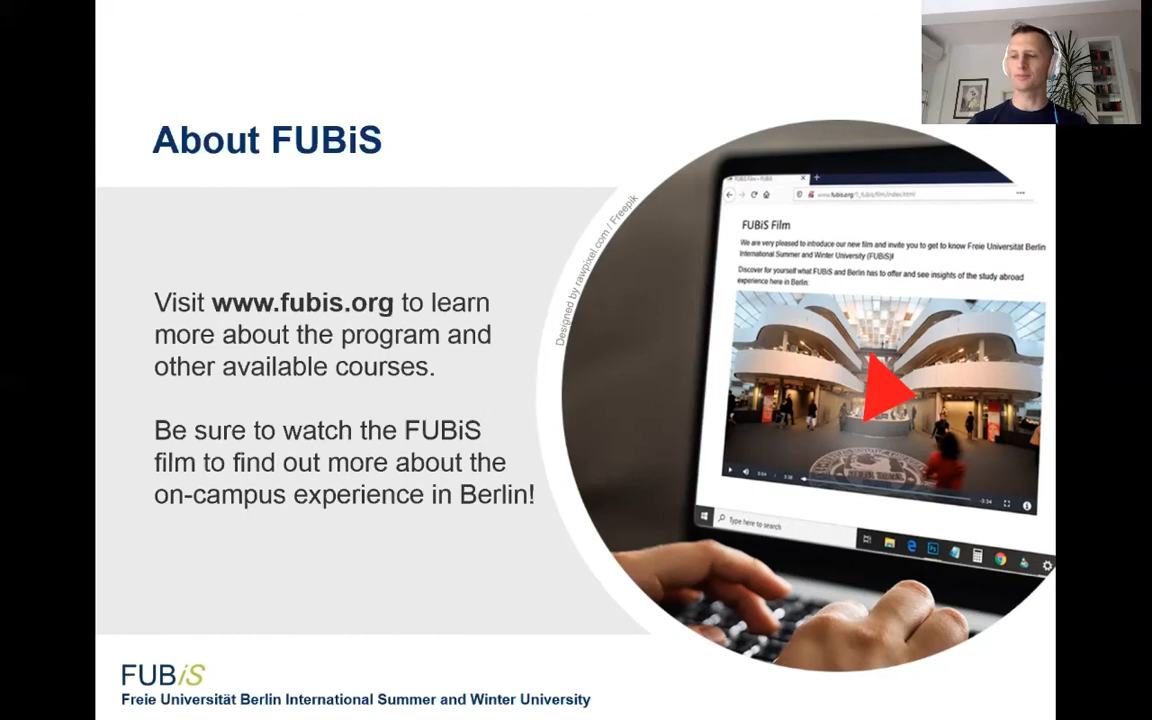 About FUBiS
Visit www.fubis.org to learn
more about the program and
other available courses.
Be sure to watch the FUBiS
film to find out more about the
on-campus experience in Berlin!
Designed by rawpixel.com / Freepik
FUBiS Film
We are very pleased to introduce our new film and invite you to get to know Freie Universität Berlin
International Summer and Winter University (FUBiS)!
Discover for yourself what FUBiS and Berlin has to offer and see insights of the study abroad
experience here in Berlin:
Type here to search
FUBiS
Freie Universität Berlin International Summer and Winter University